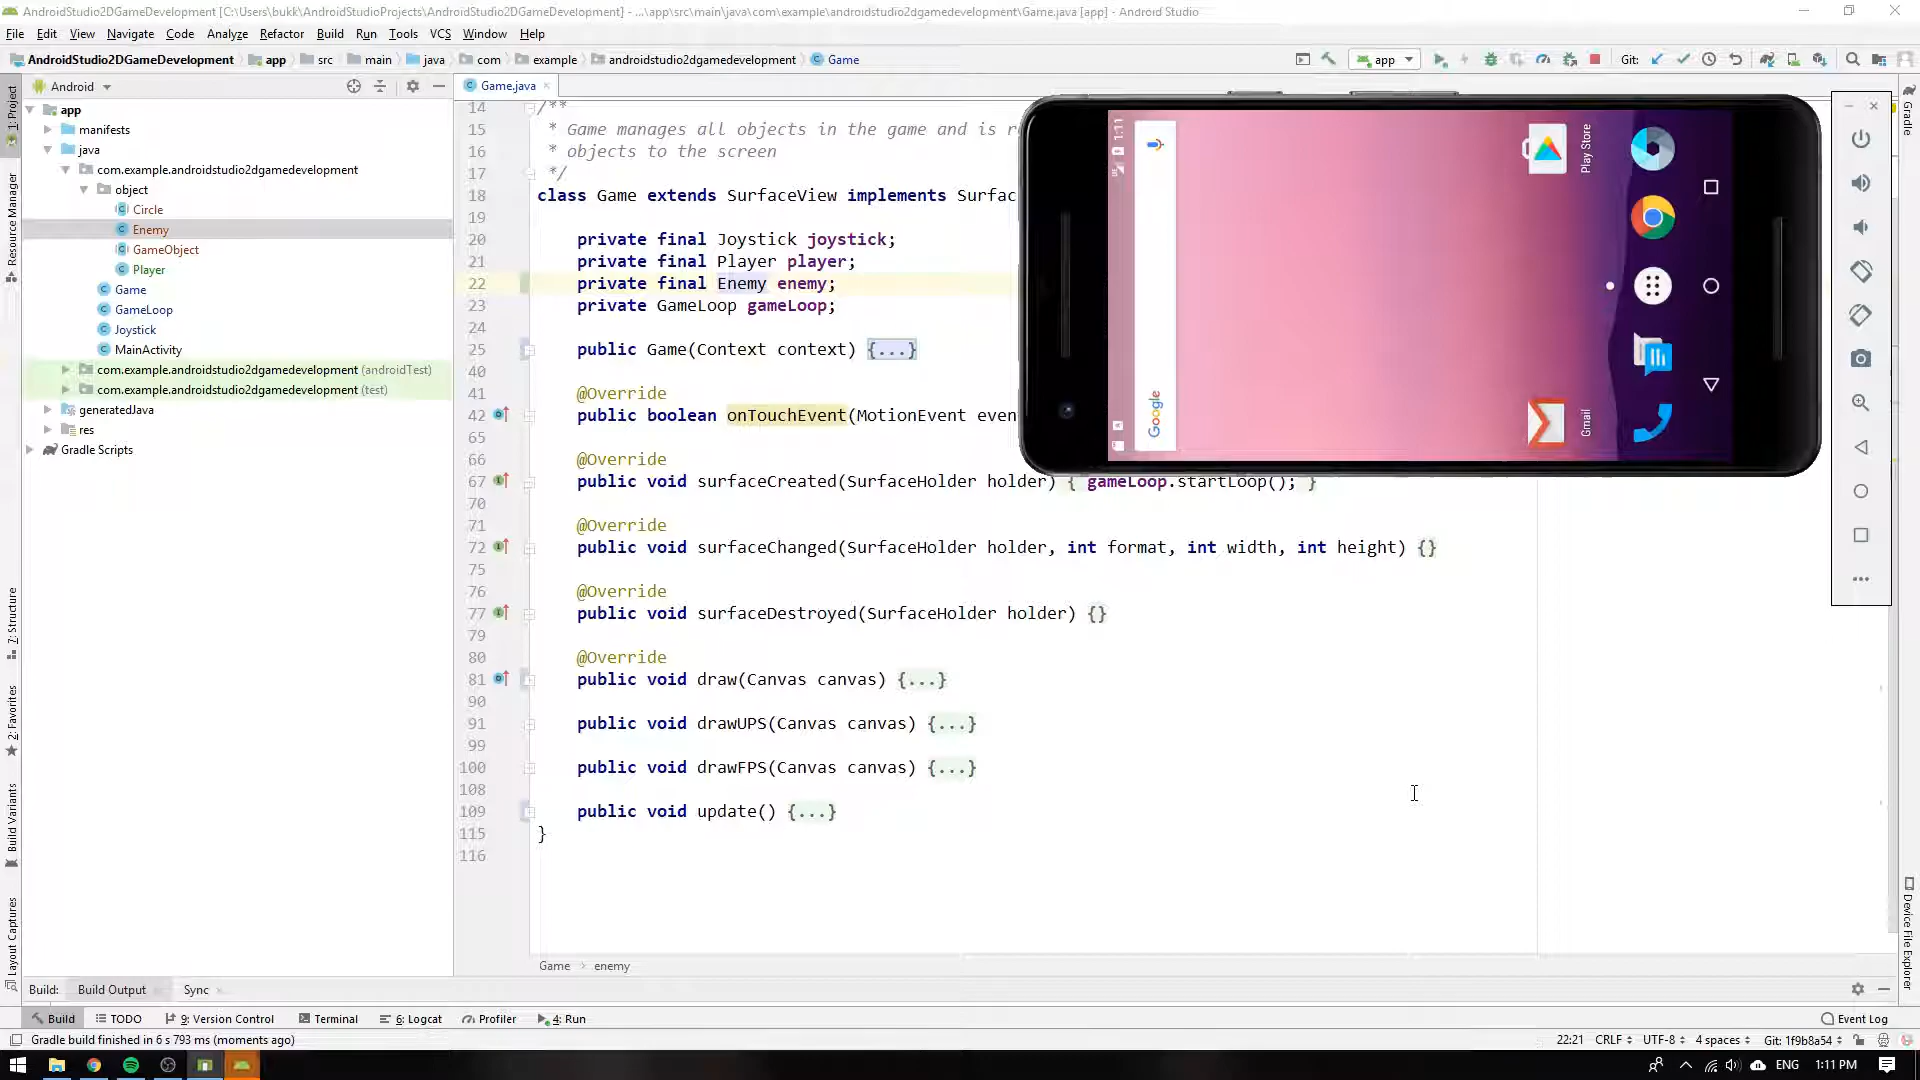 AndroidStudio2DGameDevelopment [C:\Users\bukk\AndroidStudioProjects\AndroidStudio2DGameDevelopment] - ...\app\src\main\java\com\example\androidstudio2dgamedevelopment\Game.java [app] - Android Studio
File Edit View Navigate Code Analyze Refactor Build Run Tools VCS Window Help
AndroidStudio2DGameDevelopment app src main java com example androidstudio2dgamedevelopment Game app Git:
Android
Game.java
1: Project
Resource Manager
7: Structure
2: Favorites
Build Variants
Layout Captures
app
manifests
java
com.example.androidstudio2dgamedevelopment
object
Circle
Enemy
GameObject
Player
Game
GameLoop
Joystick
MainActivity
com.example.androidstudio2dgamedevelopment (androidTest)
com.example.androidstudio2dgamedevelopment (test)
generatedJava
res
Gradle Scripts
14 /**
15 * Game manages all objects in the game and is re
16 * objects to the screen
17 */
18 class Game extends SurfaceView implements Surfac
19
20 private final Joystick joystick;
21 private final Player player;
22 private final Enemy enemy;
23 private GameLoop gameLoop;
24
25 public Game(Context context) {...}
40
41 @Override
42 public boolean onTouchEvent(MotionEvent even
65
66 @Override
67 public void surfaceCreated(SurfaceHolder holder) { gameLoop.startLoop(); }
70
71 @Override
72 public void surfaceChanged(SurfaceHolder holder, int format, int width, int height) {}
75
76 @Override
77 public void surfaceDestroyed(SurfaceHolder holder) {}
79
80 @Override
81 public void draw(Canvas canvas) {...}
90
91 public void drawUPS(Canvas canvas) {...}
99
100 public void drawFPS(Canvas canvas) {...}
108
109 public void update() {...}
115 }
116
1:11
Google
Play Store
Gmail
Gradle
Device File Explorer
Game enemy
Build: Build Output Sync
Build TODO 9: Version Control Terminal 6: Logcat Profiler 4: Run Event Log
Gradle build finished in 6 s 793 ms (moments ago) 22:21 CRLF UTF-8 4 spaces Git: 1f9b8a54
ENG 1:11 PM